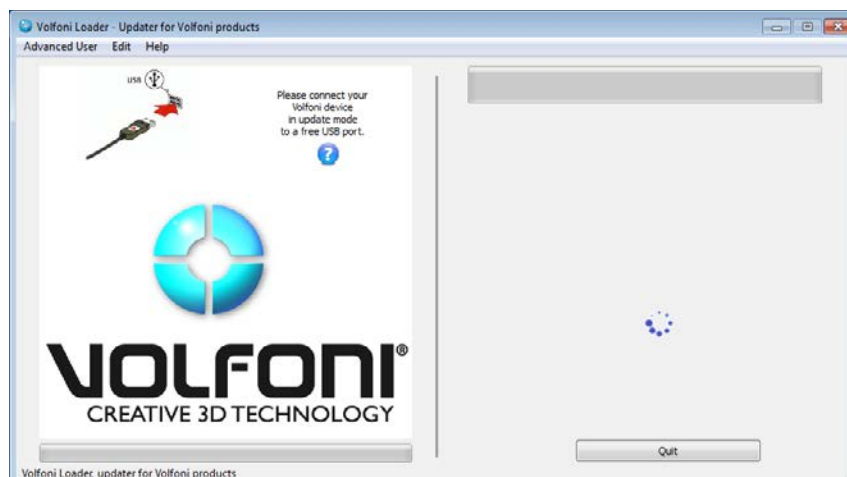 Volfoni Loader - Updater for Volfoni products
Advanced User Edit Help
USB
Please connect your
Volfoni device
in update mode
to a free USB port.
?
VOLFONI®
CREATIVE 3D TECHNOLOGY
Quit
Volfoni Loader, updater for Volfoni products